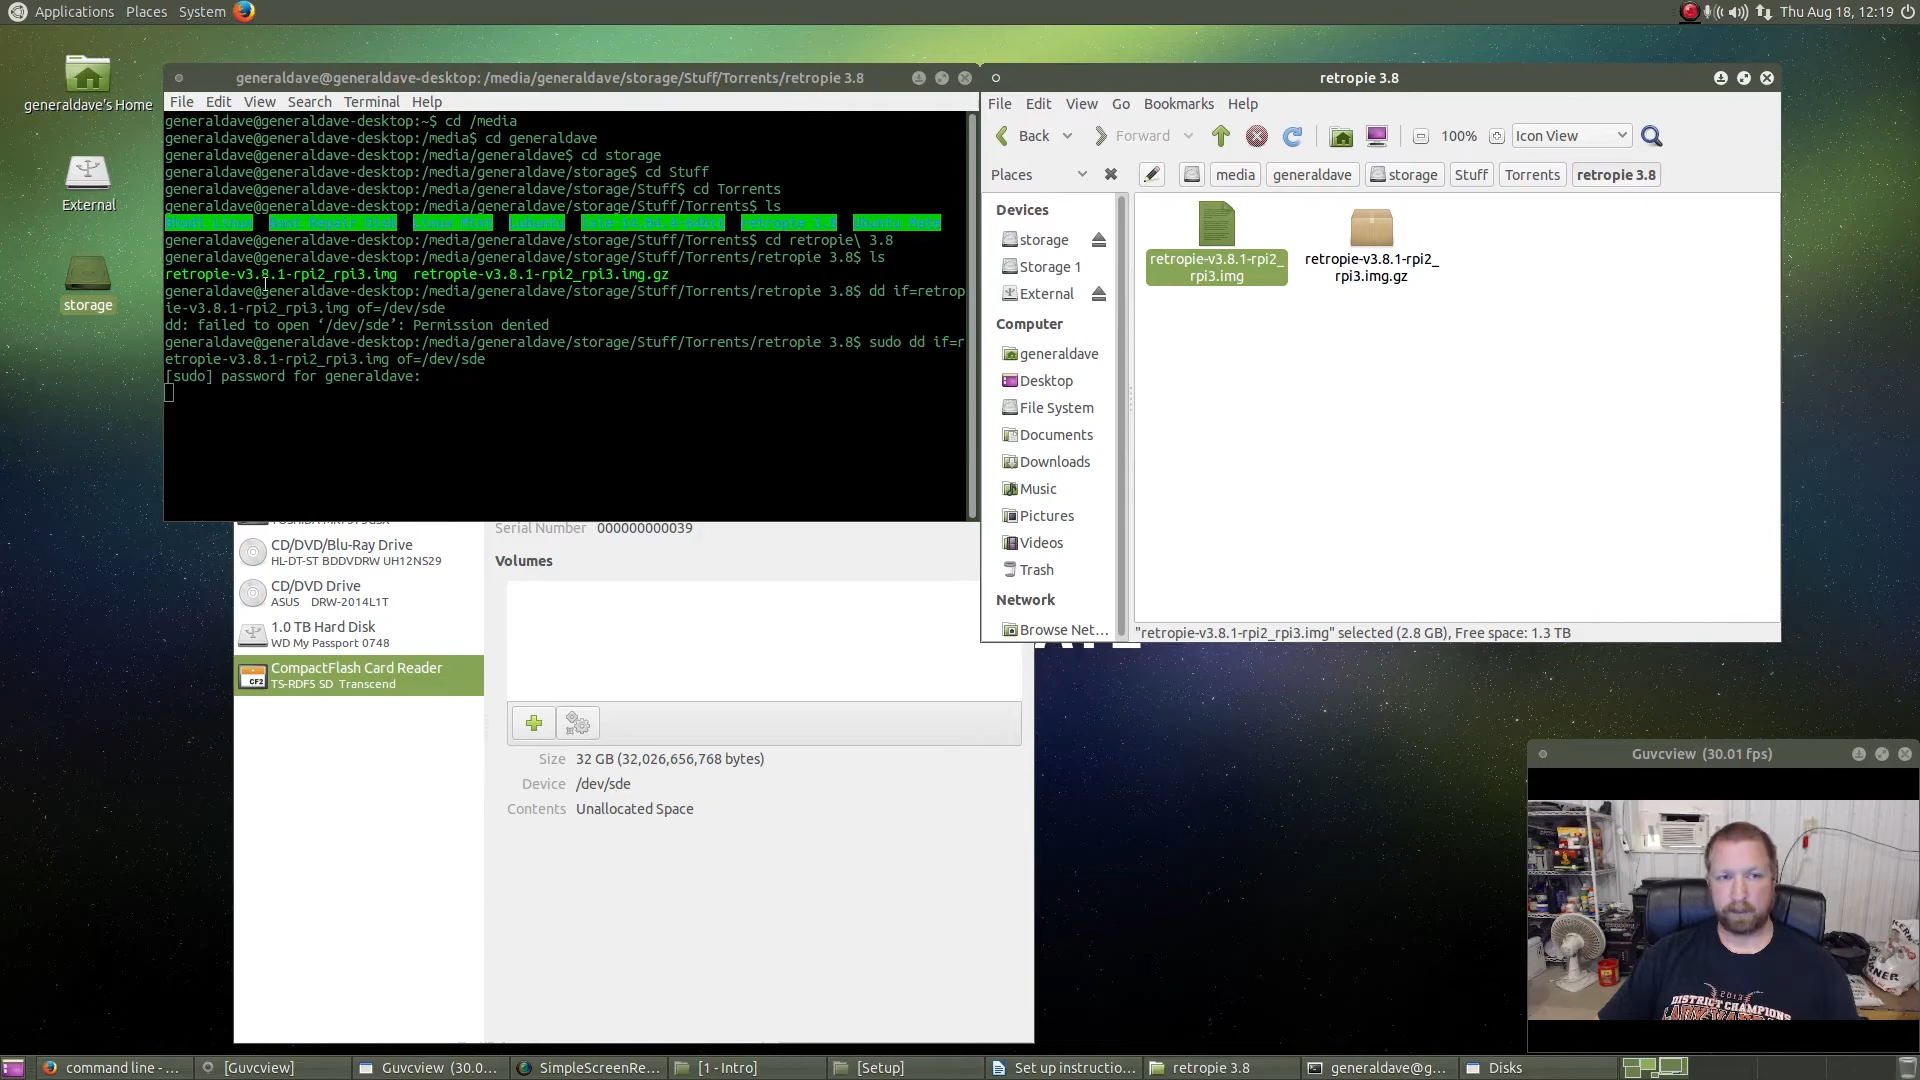 Applications Places System
Thu Aug 18, 12:19
generaldave's Home
External
storage
generaldave@generaldave-desktop: /media/generaldave/storage/Stuff/Torrents/retropie 3.8
File Edit View Search Terminal Help
generaldave@generaldave-desktop:~$ cd /media
generaldave@generaldave-desktop:/media$ cd generaldave
generaldave@generaldave-desktop:/media/generaldave$ cd storage
generaldave@generaldave-desktop:/media/generaldave/storage$ cd Stuff
generaldave@generaldave-desktop:/media/generaldave/storage/Stuff$ cd Torrents
generaldave@generaldave-desktop:/media/generaldave/storage/Stuff/Torrents$ ls
Boot Repair Disk Linux Mint Lubuntu retropie 3.8 Ubuntu Mate
generaldave@generaldave-desktop:/media/generaldave/storage/Stuff/Torrents$ cd retropie\ 3.8
generaldave@generaldave-desktop:/media/generaldave/storage/Stuff/Torrents/retropie 3.8$ ls
retropie-v3.8.1-rpi2_rpi3.img retropie-v3.8.1-rpi2_rpi3.img.gz
generaldave@generaldave-desktop:/media/generaldave/storage/Stuff/Torrents/retropie 3.8$ dd if=retrop
ie-v3.8.1-rpi2_rpi3.img of=/dev/sde
dd: failed to open ‘/dev/sde’: Permission denied
generaldave@generaldave-desktop:/media/generaldave/storage/Stuff/Torrents/retropie 3.8$ sudo dd if=r
etropie-v3.8.1-rpi2_rpi3.img of=/dev/sde
[sudo] password for generaldave:
retropie 3.8
File Edit View Go Bookmarks Help
Back Forward 100% Icon View
Places media generaldave storage Stuff Torrents retropie 3.8
Devices
storage
Storage 1
External
Computer
generaldave
Desktop
File System
Documents
Downloads
Music
Pictures
Videos
Trash
Network
Browse Net...
retropie-v3.8.1-rpi2_
rpi3.img
retropie-v3.8.1-rpi2_
rpi3.img.gz
"retropie-v3.8.1-rpi2_rpi3.img" selected (2.8 GB), Free space: 1.3 TB
CD/DVD/Blu-Ray Drive
HL-DT-ST BDDVDRW UH12NS29
CD/DVD Drive
ASUS DRW-2014L1T
1.0 TB Hard Disk
WD My Passport 0748
CF2
CompactFlash Card Reader
TS-RDF5 SD Transcend
Serial Number 000000000039
Volumes
Size 32 GB (32,026,656,768 bytes)
Device /dev/sde
Contents Unallocated Space
Guvcview (30.01 fps)
2013
DISTRICT CHAMPIONS
command line - ...
[Guvcview]
Guvcview (30.0...
SimpleScreenRe...
[1 - Intro]
[Setup]
Set up instructio...
retropie 3.8
generaldave@g...
Disks